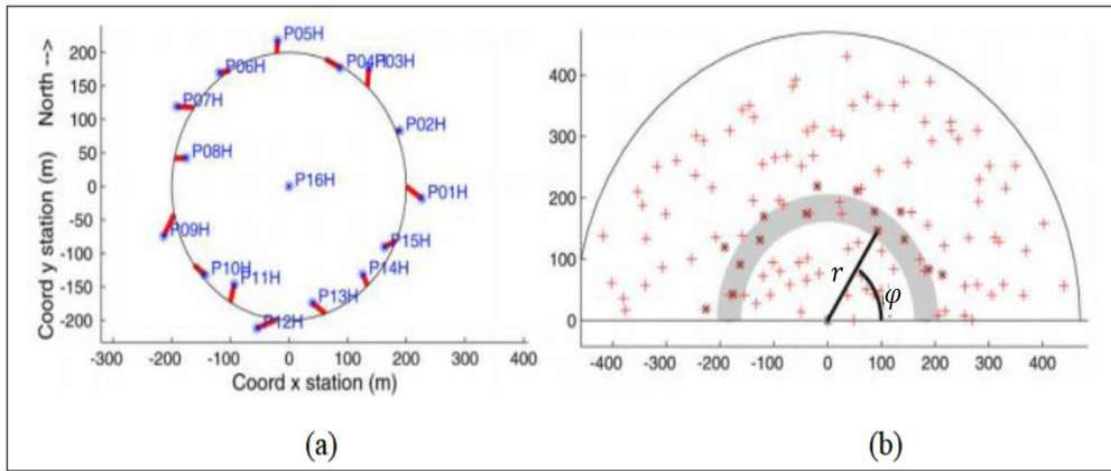 P05H
P04H P03H
P06H
P07H
P02H
P08H
P16H
P01H
P09H
P15H
P10H
P11H
P14H
P13H
P12H
200
150
100
50
0
-50
-100
-150
-200
Coord y station (m) North -->
-300 -200 -100 0 100 200 300 400
Coord x station (m)
(a)
400
300
200
100
0
r
φ
-400 -300 -200 -100 0 100 200 300 400
(b)